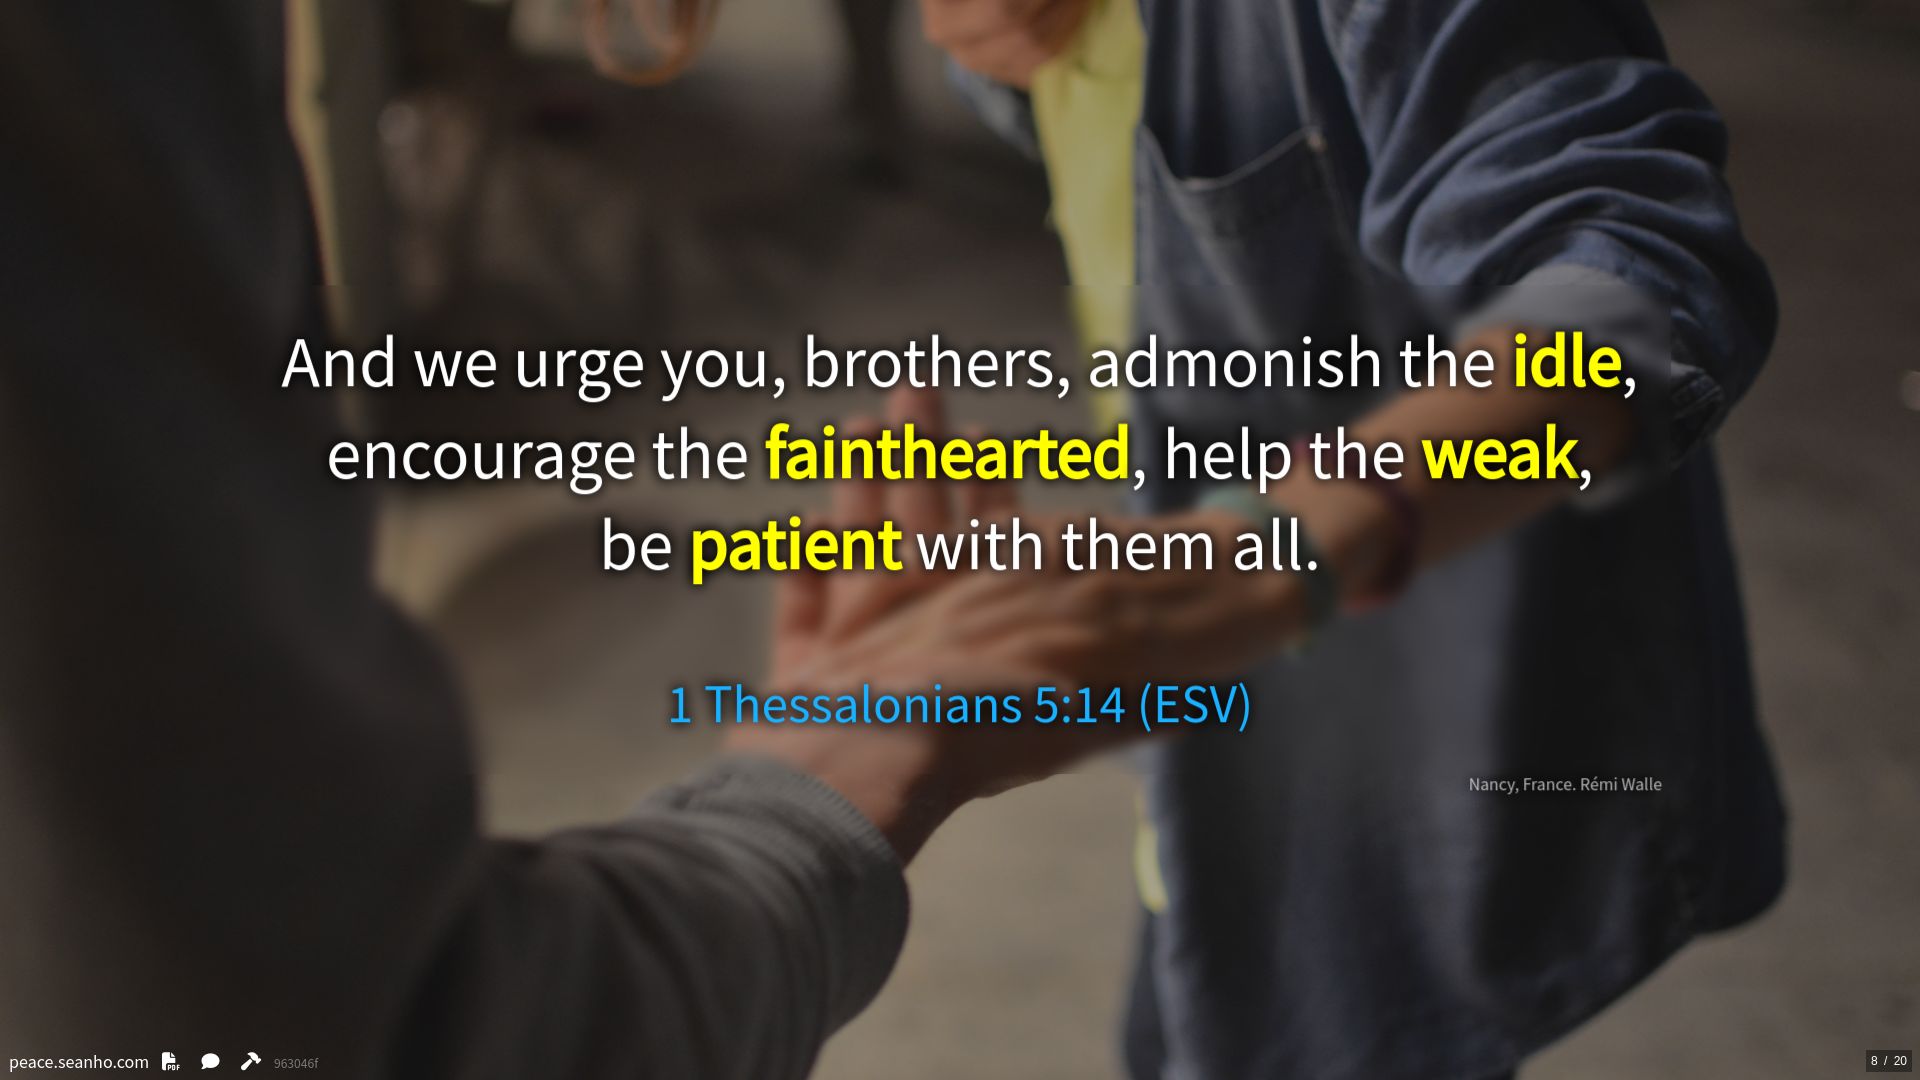 And we urge you, brothers, admonish the idle,
encourage the fainthearted, help the weak,
be patient with them all.
1 Thessalonians 5:14 (ESV)
Nancy, France. Rémi Walle
peace.seanho.com PDF 963046f
8 / 20